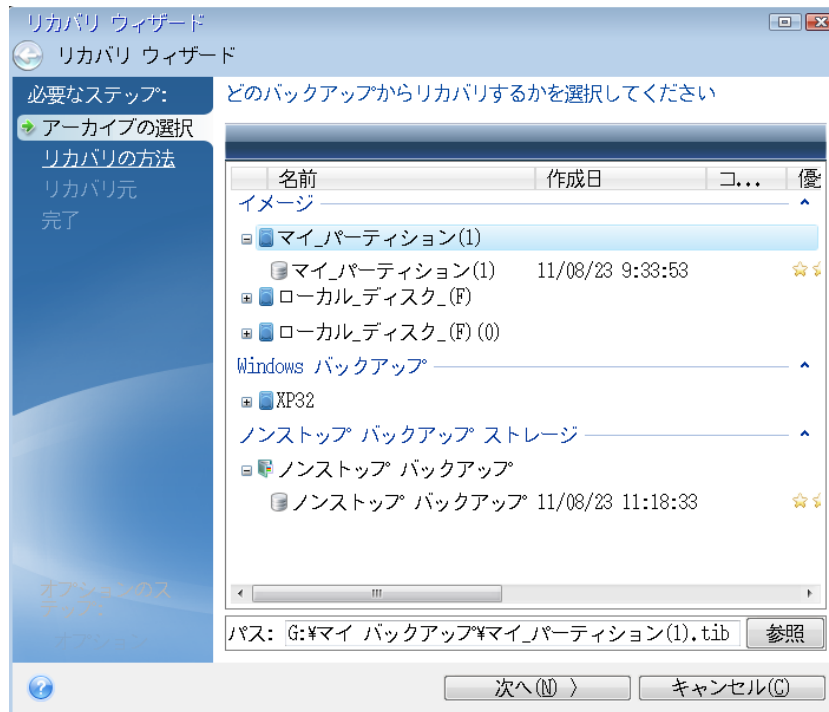 リカバリ ウィザード
リカバリ ウィザード
必要なステップ:
アーカイブの選択
リカバリの方法
リカバリ元
完了
どのバックアップからリカバリするかを選択してください
名前 作成日 コ... 優
イメージ
マイ_パーティション(1)
マイ_パーティション(1) 11/08/23 9:33:53
ローカル_ディスク_(F)
ローカル_ディスク_(F)(0)
Windows バックアップ
XP32
ノンストップ バックアップ ストレージ
ノンストップ バックアップ
ノンストップ バックアップ 11/08/23 11:18:33
オプションのス
テップ:
パス: G:¥マイ バックアップ¥マイ_パーティション(1).tib 参照
次へ(N) 〉 キャンセル(C)